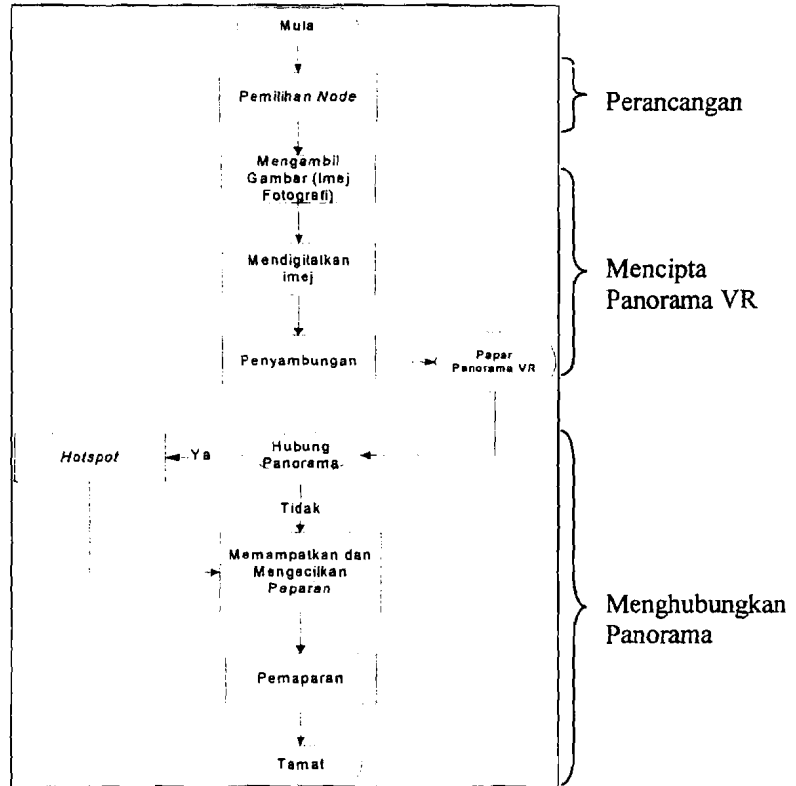 Mula
Pemilihan Node
Perancangan
Mengambil
Gambar (Imej
Fotografi)
Mendigitalkan
imej
Mencipta
Panorama VR
Penyambungan
Papar
Panorama VR
Hotspot
Ya
Hubung
Panorama
Tidak
Memampatkan dan
Mengecilkan
Paparan
Menghubungkan
Panorama
Pemaparan
Tamat